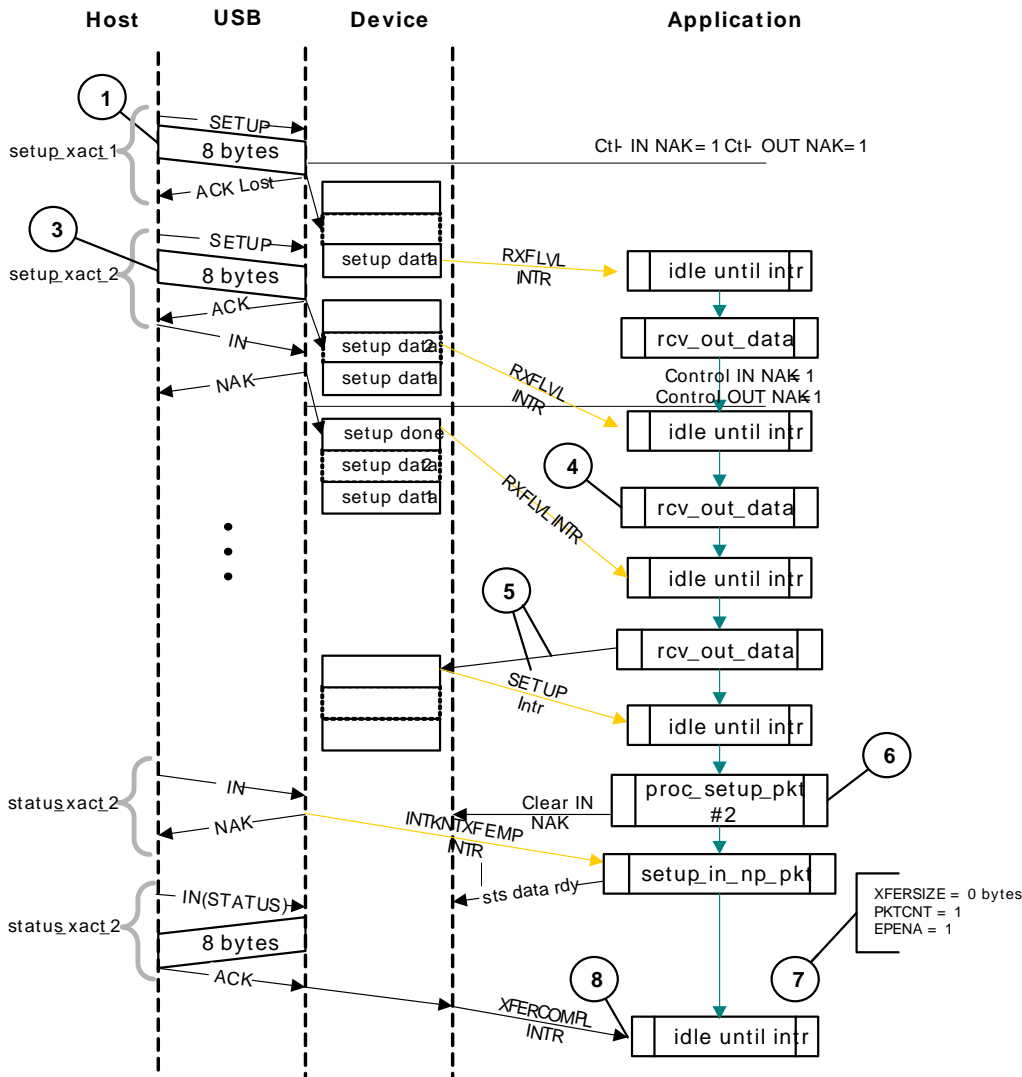 Host
USB
Device
Application
1
SETUP
8 bytes
setup_xact_1
Ctl- IN NAK= 1 Ctl- OUT NAK= 1
ACK Lost
3
SETUP
setup data1
RXFLVL
INTR
idle until intr
setup_xact_2
8 bytes
ACK
IN
setup data2
rcv_out_data
NAK
setup data1
RXFLVL
INTR
Control IN NAK= 1
Control OUT NAK=1
setup done
idle until intr
setup data2
4
setup data1
RXFLVL INTR
rcv_out_data
idle until intr
5
rcv_out_data
SETUP
Intr
idle until intr
6
IN
status_xact_2
Clear IN
NAK
proc_setup_pkt
#2
NAK
INTKNTXFEMP
INTR
setup_in_np_pkt
sts data rdy
IN(STATUS)
XFERSIZE = 0 bytes
PKTCNT = 1
EPENA = 1
status_xact_2
8 bytes
ACK
8
7
XFERCOMPL
INTR
idle until intr